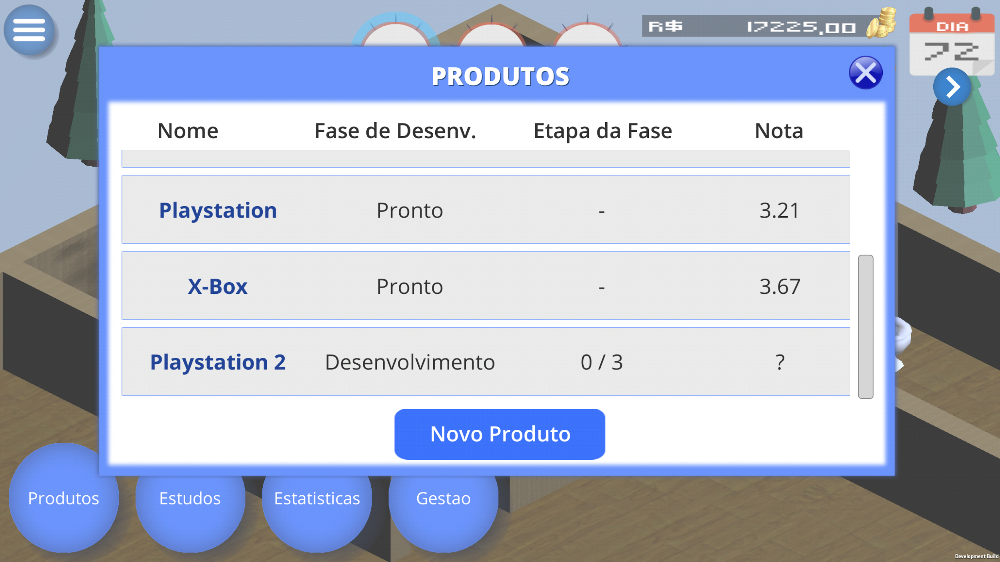 R$ 17225.00
DIA
72
PRODUTOS
Nome Fase de Desenv. Etapa da Fase Nota
Playstation Pronto - 3.21
X-Box Pronto - 3.67
Playstation 2 Desenvolvimento 0 / 3 ?
Novo Produto
Produtos Estudos Estatisticas Gestao
Development Build